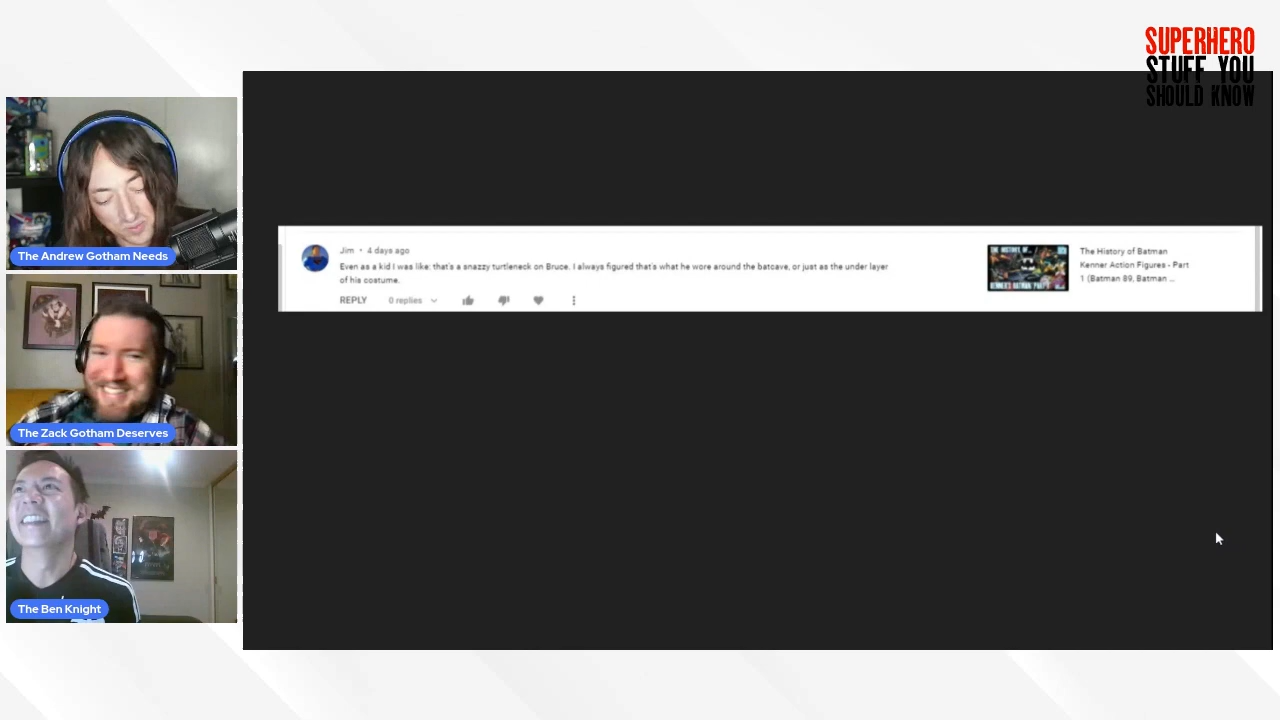 SUPERHERO
STUFF YOU
SHOULD KNOW
The Andrew Gotham Needs
The Zack Gotham Deserves
The Ben Knight
Jim • 4 days ago
Even as a kid I was like; that's a snazzy turtleneck on Bruce. I always figured that's what he wore around the batcave, or just as the under layer
of his costume.
REPLY 0 replies
The History of Batman
Kenner Action Figures - Part
1 (Batman 89, Batman ...